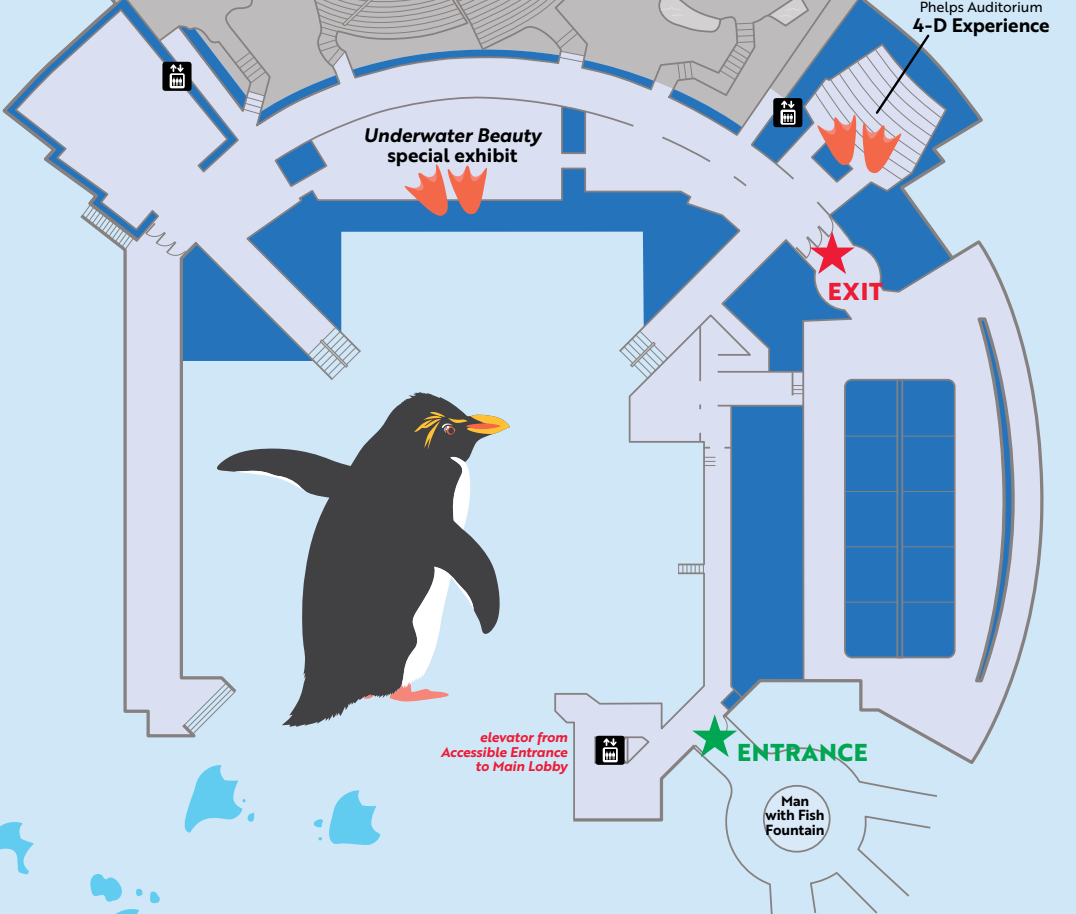 Phelps Auditorium
4-D Experience
Underwater Beauty
special exhibit
EXIT
elevator from
Accessible Entrance
to Main Lobby
ENTRANCE
Man
with Fish
Fountain